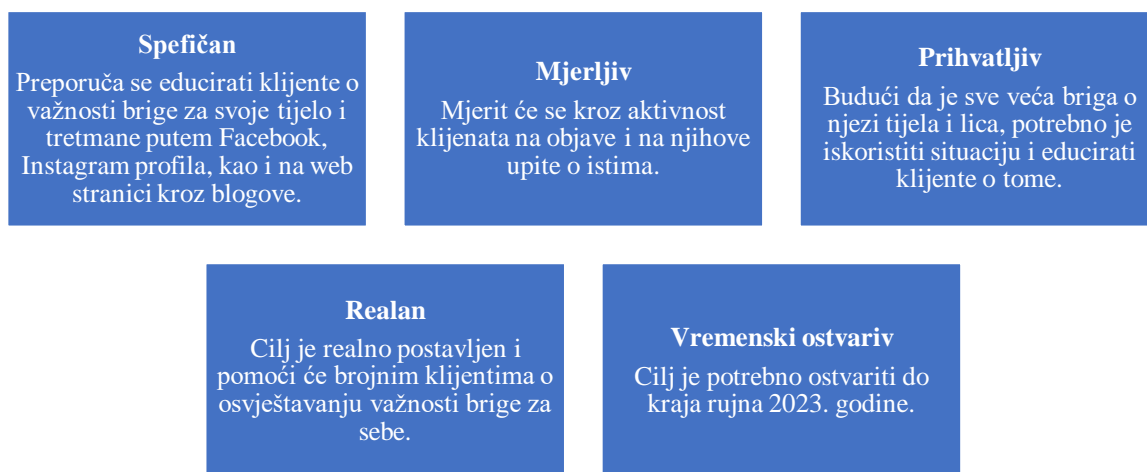 Spefičan
Preporuča se educirati klijente o
važnosti brige za svoje tijelo i
tretmane putem Facebook,
Instagram profila, kao i na web
stranici kroz blogove.
Mjerljiv
Mjerit će se kroz aktivnost
klijenata na objave i na njihove
upite o istima.
Prihvatljiv
Budući da je sve veća briga o
njezi tijela i lica, potrebno je
iskoristiti situaciju i educirati
klijente o tome.
Realan
Cilj je realno postavljen i
pomoći će brojnim klijentima o
osvještavanju važnosti brige za
sebe.
Vremenski ostvariv
Cilj je potrebno ostvariti do
kraja rujna 2023. godine.